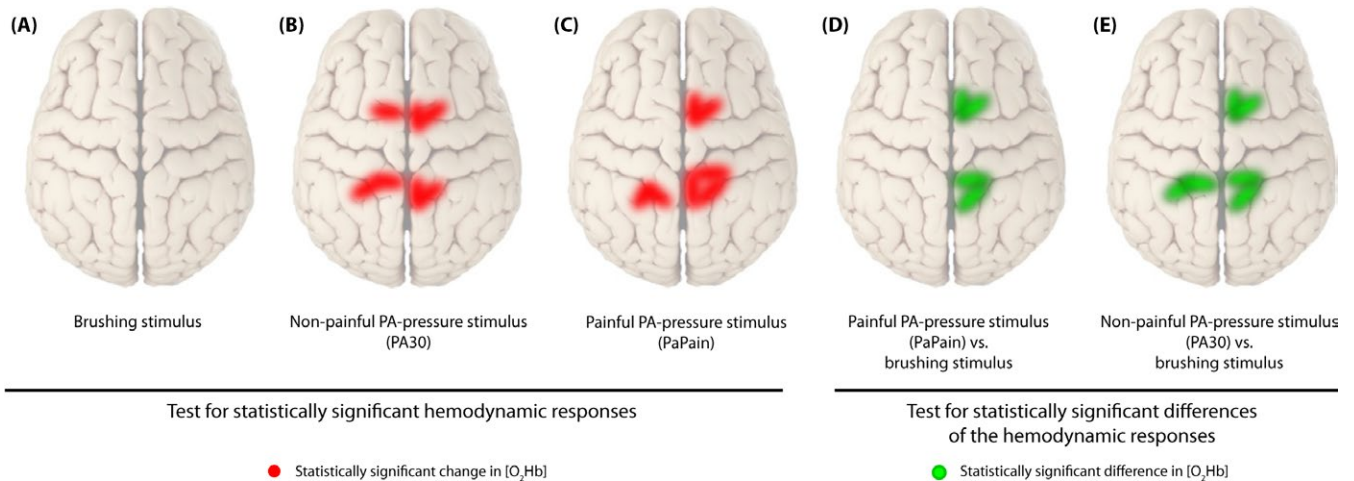 (A)
(B)
(C)
(D)
(E)
Brushing stimulus
Non-painful PA-pressure stimulus
(PA30)
Painful PA-pressure stimulus
(PaPain)
Painful PA-pressure stimulus
(PaPain) vs.
brushing stimulus
Non-painful PA-pressure stimulus
(PA30) vs.
brushing stimulus
Test for statistically significant hemodynamic responses
Test for statistically significant differences
of the hemodynamic responses
Statistically significant change in [O₂Hb]
Statistically significant difference in [O₂Hb]